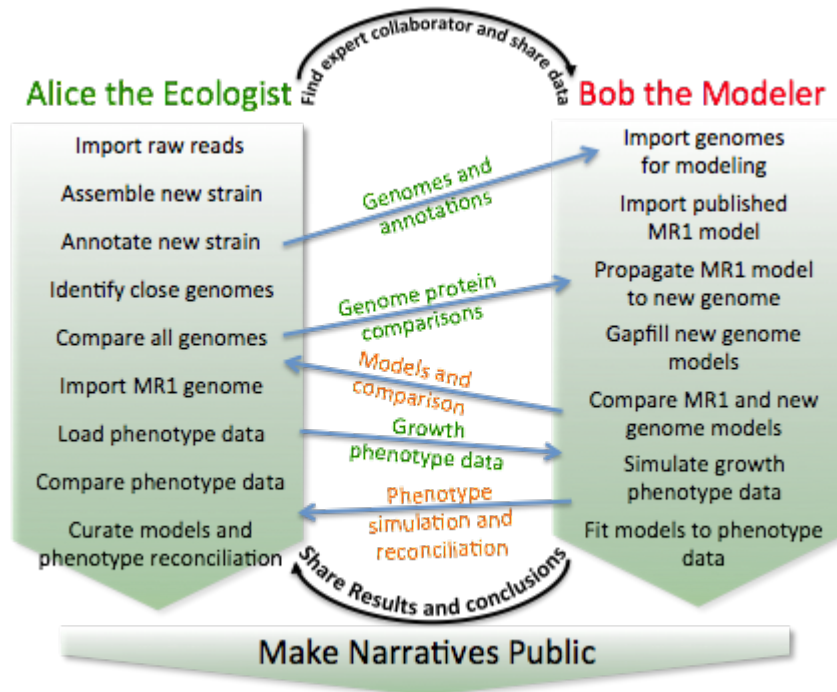 Find expert collaborator and share data
Alice the Ecologist
Bob the Modeler
Import raw reads
Assemble new strain
Annotate new strain
Identify close genomes
Compare all genomes
Import MR1 genome
Load phenotype data
Compare phenotype data
Curate models and
phenotype reconciliation
Genomes and
annotations
Genome protein
comparisons
Models and
comparison
Growth
phenotype data
Phenotype
simulation and
reconciliation
Import genomes
for modeling
Import published
MR1 model
Propagate MR1 model
to new genome
Gapfill new genome
models
Compare MR1 and new
genome models
Simulate growth
phenotype data
Fit models to phenotype
data
Share Results and conclusions
Make Narratives Public